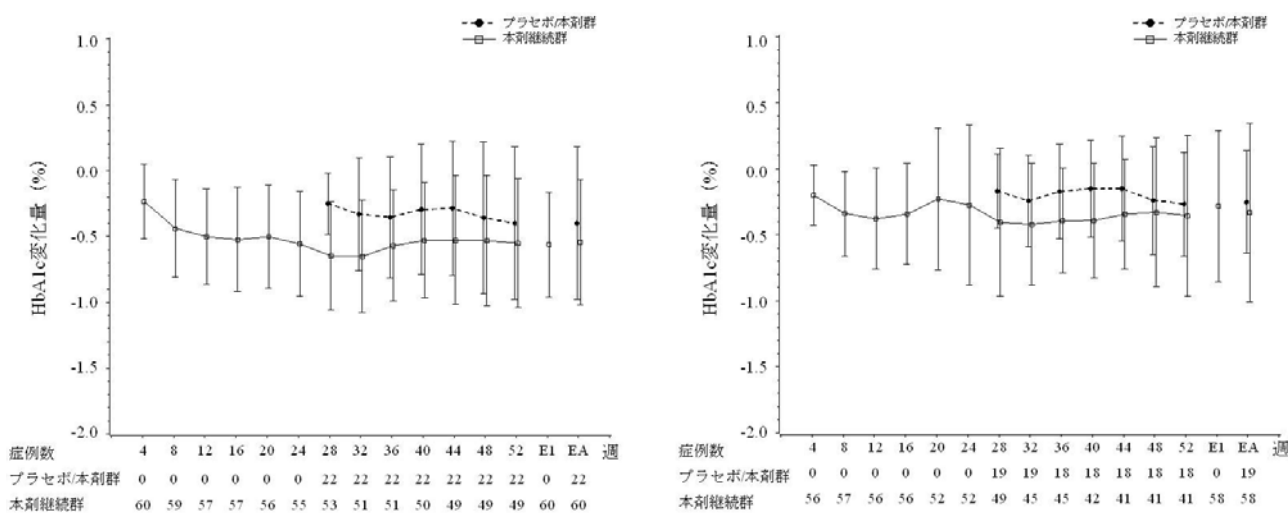 プラセボ/本剤群
本剤継続群
HbA1c変化量 (%)
1.0
0.5
0.0
-0.5
-1.0
-1.5
-2.0
症例数 4 8 12 16 20 24 28 32 36 40 44 48 52 E1 EA 週
プラセボ/本剤群 0 0 0 0 0 0 22 22 22 22 22 22 22 0 22
本剤継続群 60 59 57 57 56 55 53 51 51 50 49 49 49 60 60
プラセボ/本剤群
本剤継続群
HbA1c変化量 (%)
1.0
0.5
0.0
-0.5
-1.0
-1.5
-2.0
症例数 4 8 12 16 20 24 28 32 36 40 44 48 52 E1 EA 週
プラセボ/本剤群 0 0 0 0 0 0 19 19 18 18 18 18 18 0 19
本剤継続群 56 57 56 56 52 52 49 45 45 42 41 41 41 58 58